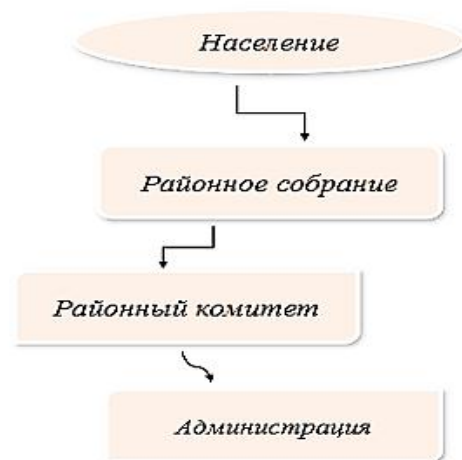 Население
Районное собрание
Районный комитет
Администрация